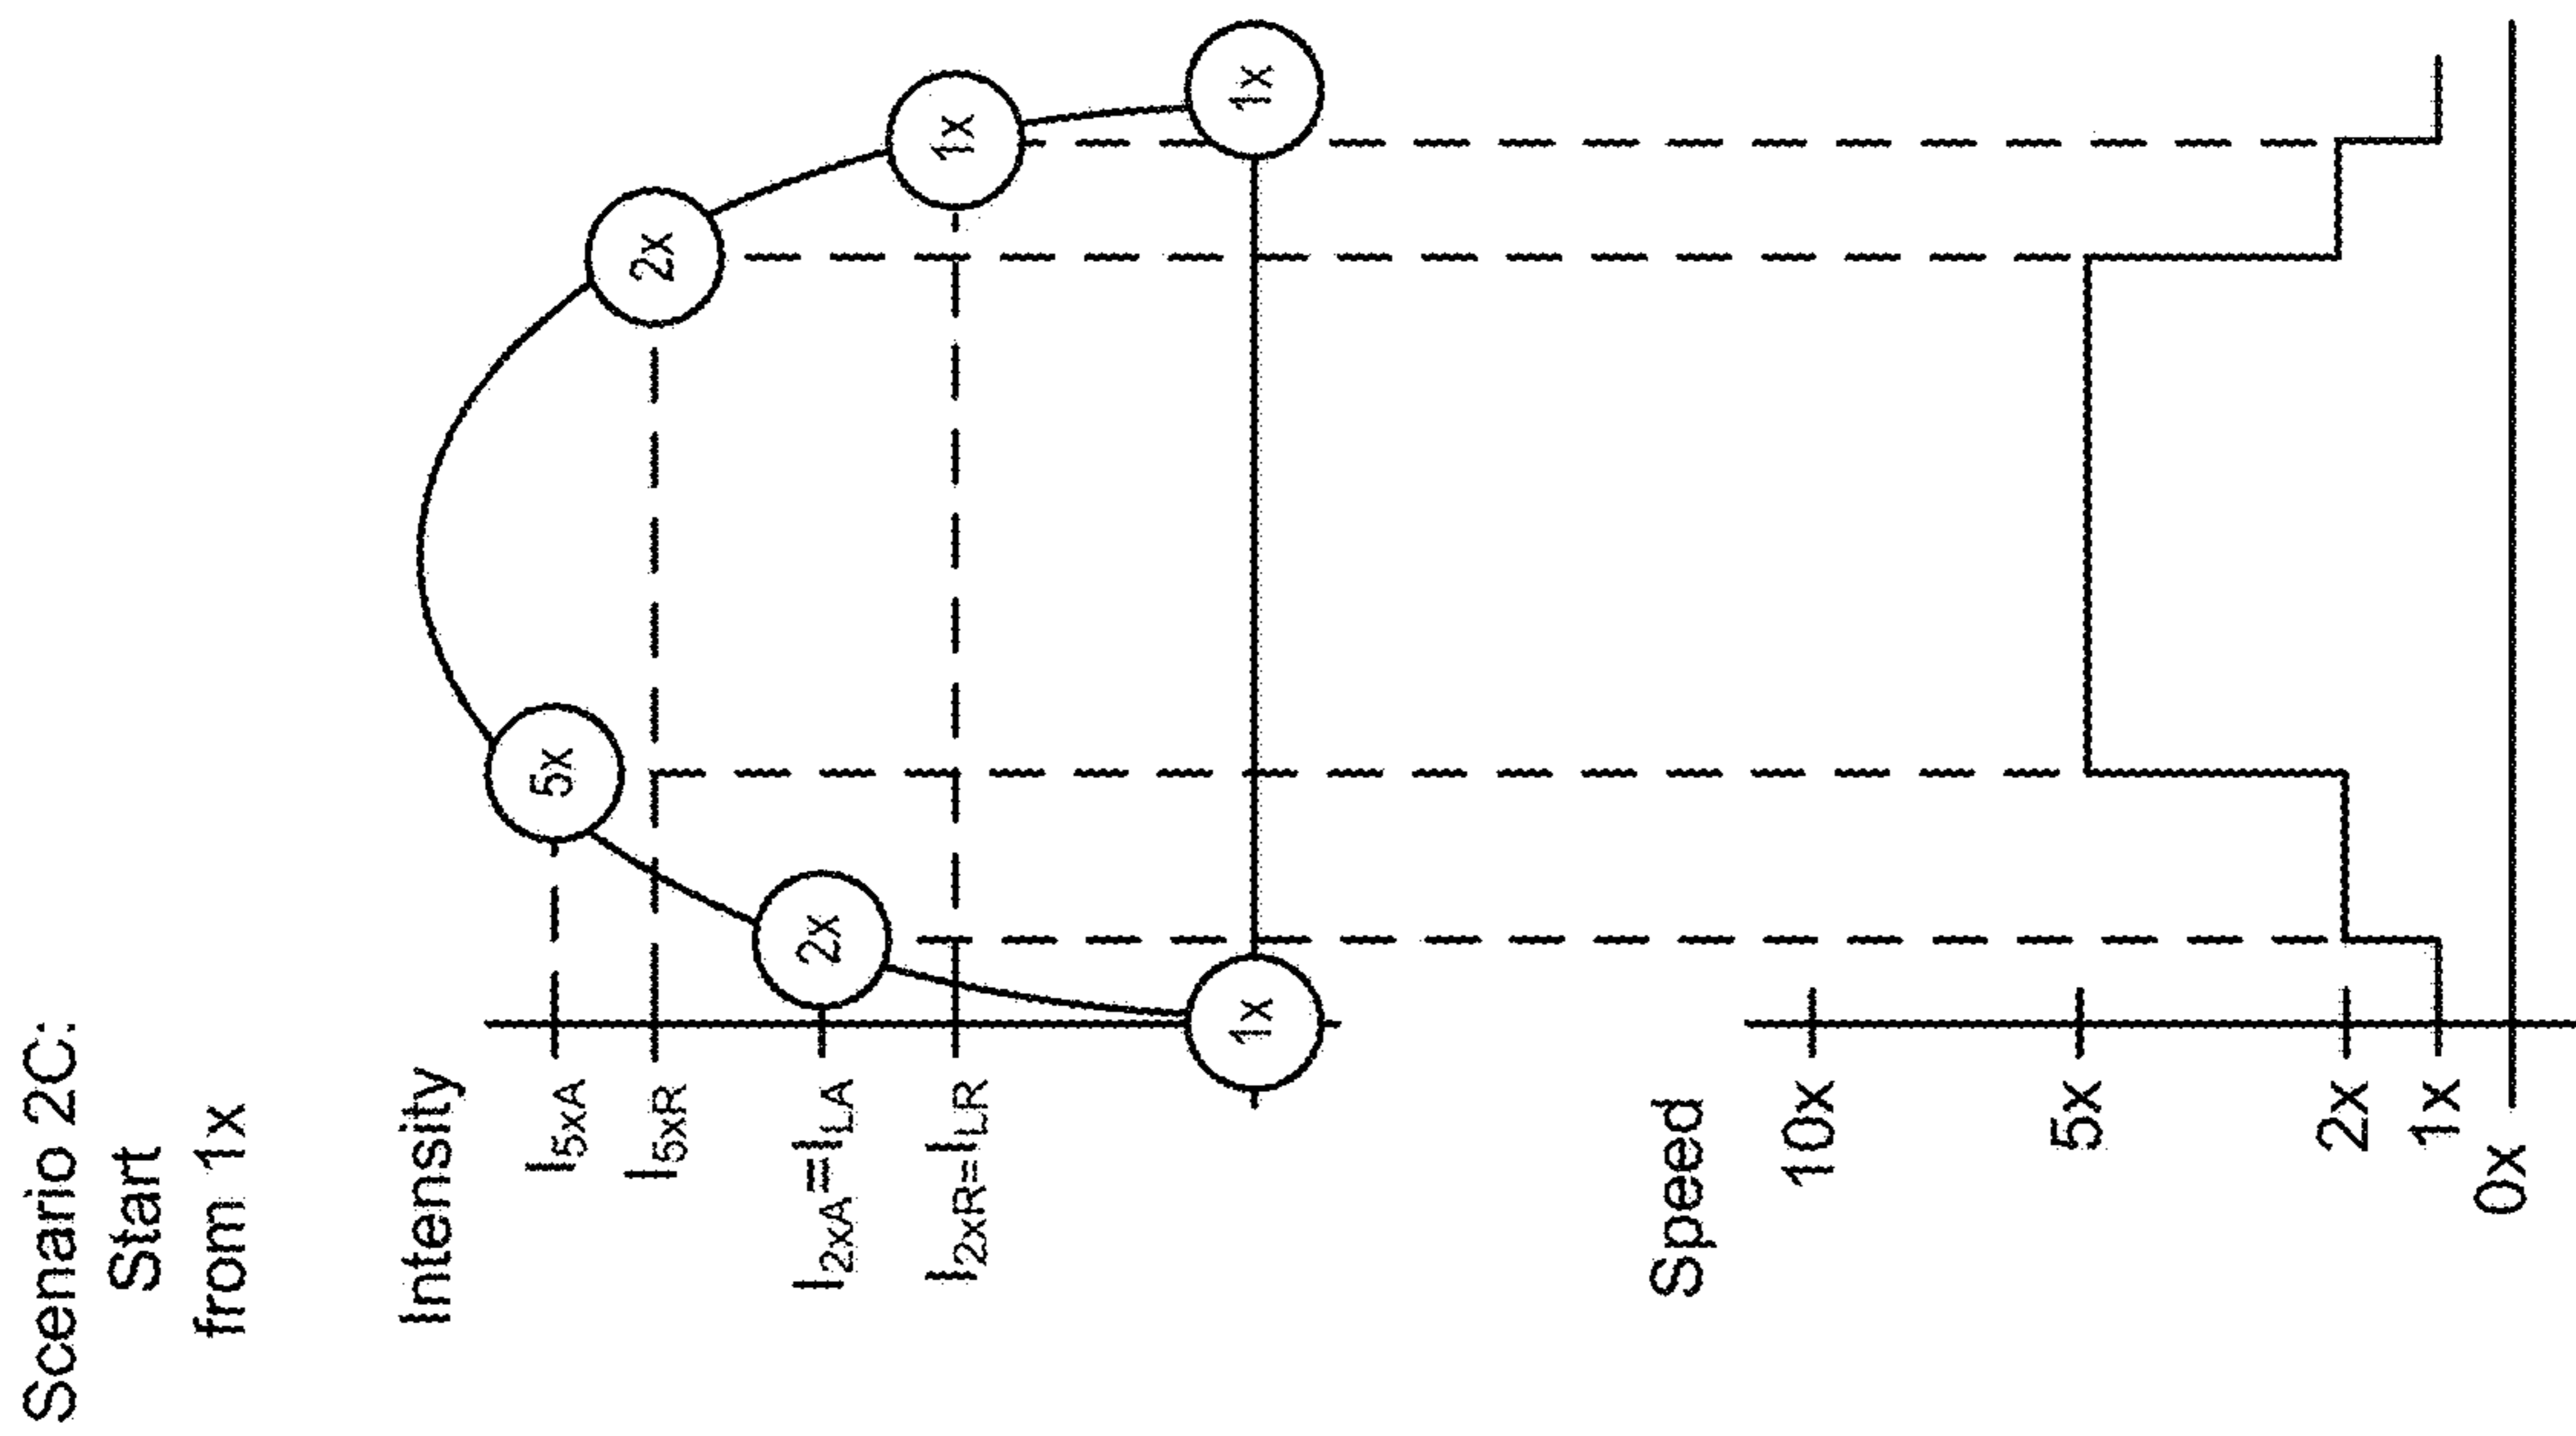 Scenario 2C:
Start
from 1x
Intensity
I5xA
I5xR
I2xA=ILA
I2xR=ILR
5x
2x
2x
1x
1x
1x
Speed
10x
5x
2x
1x
0x